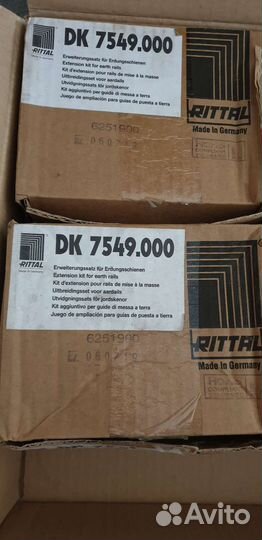 DK 7549.000
Erweiterungssatz für Erdungsschienen
Extension kit for earth rails
Kit d'extension pour rails de mise à la masse
Uitbreidingsset voor aardails
Utvidgningssats för jordskenor
Kit aggiuntivo per guide di messa a terra
Juego de ampliación para guías de puesta a tierra
RITTAL
RITTAL
Made in Germany
6251900
DK 7549.000
Erweiterungssatz für Erdungsschienen
Extension kit for earth rails
Kit d'extension pour rails de mise à la masse
Uitbreidingsset voor aardails
Utvidgningssats för jordskenor
Kit aggiuntivo per guide di messa a terra
Juego de ampliación para guías de puesta a tierra
RITTAL
RITTAL
Made in Germany
6251900
Avito